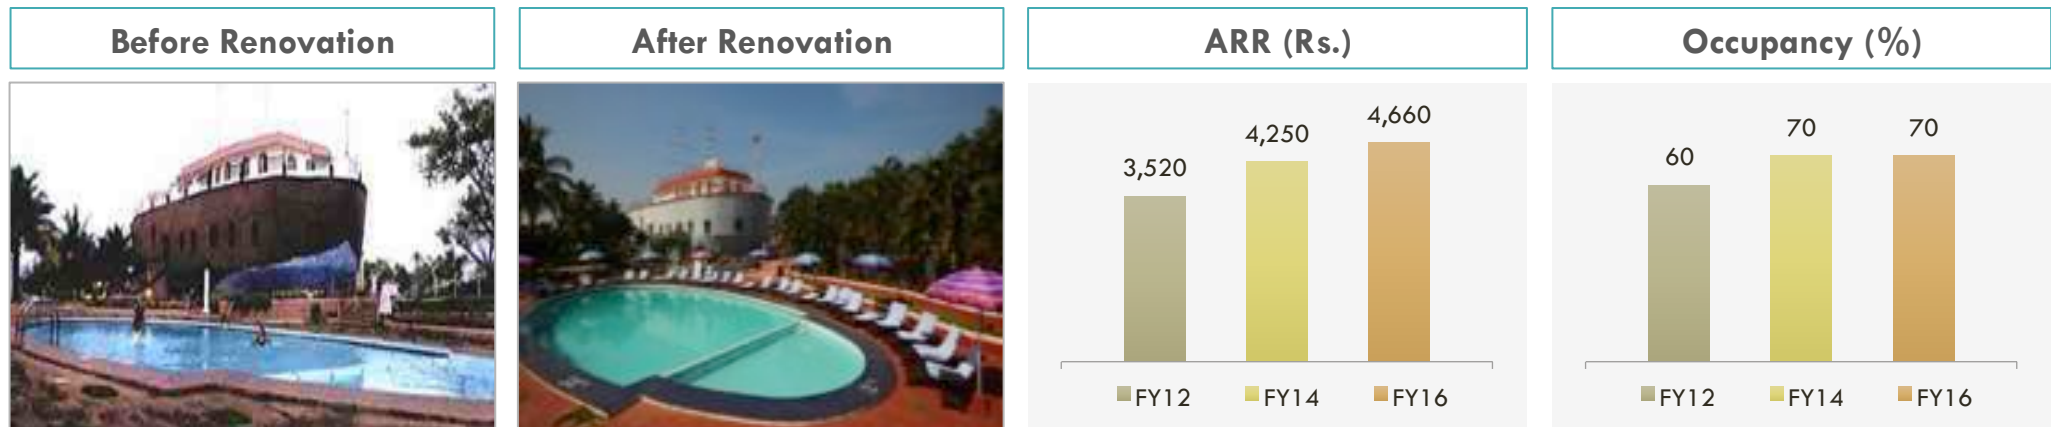 Before Renovation
After Renovation
ARR (Rs.)
3,520
4,250
4,660
FY12
FY14
FY16
Occupancy (%)
60
70
70
FY12
FY14
FY16